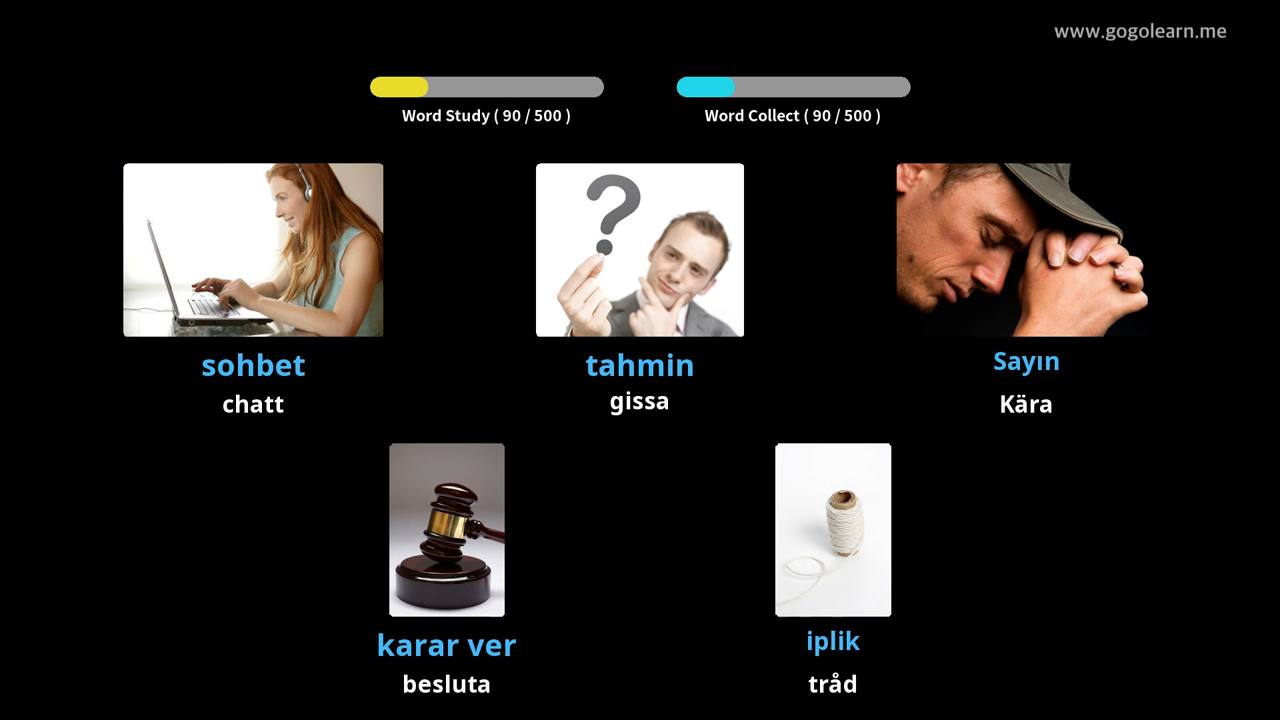 www.gogolearn.me
Word Study ( 90 / 500 )
Word Collect ( 90 / 500 )
sohbet
chatt
tahmin
gissa
Sayın
Kära
karar ver
besluta
iplik
tråd